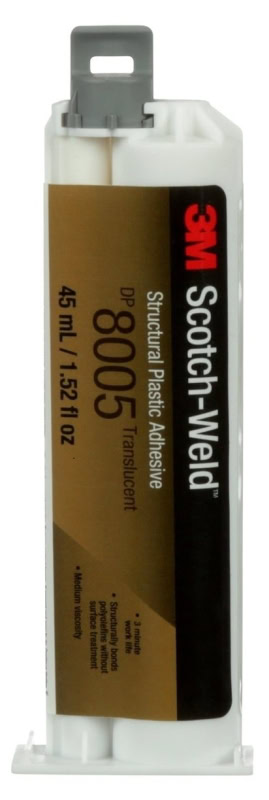 3M Scotch-Weld™
Structural Plastic Adhesive
DP
8005 Translucent
45 mL / 1.52 fl oz
• 3 minute
work life
• Structurally bonds
polyolefins without
surface treatment
• Medium viscosity